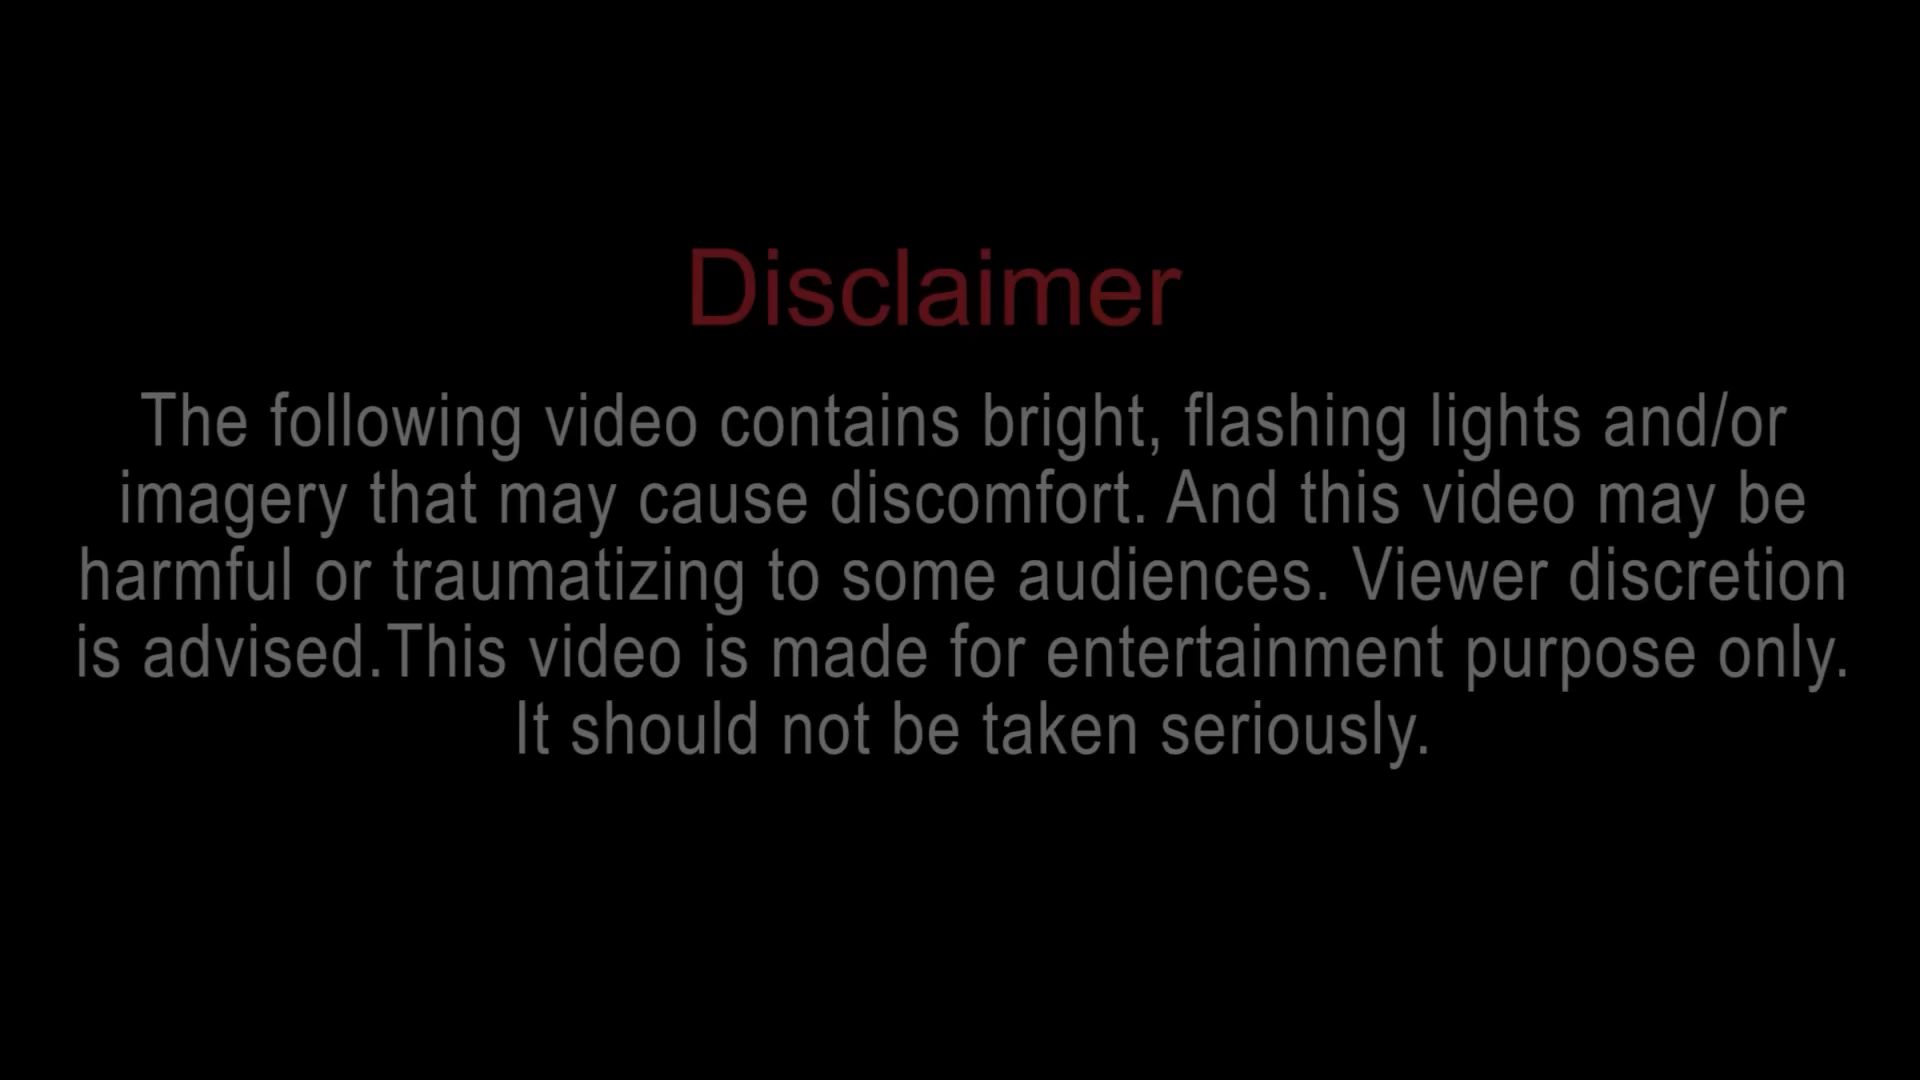 Disclaimer
The following video contains bright, flashing lights and/or
imagery that may cause discomfort. And this video may be
harmful or traumatizing to some audiences. Viewer discretion
is advised.This video is made for entertainment purpose only.
It should not be taken seriously.